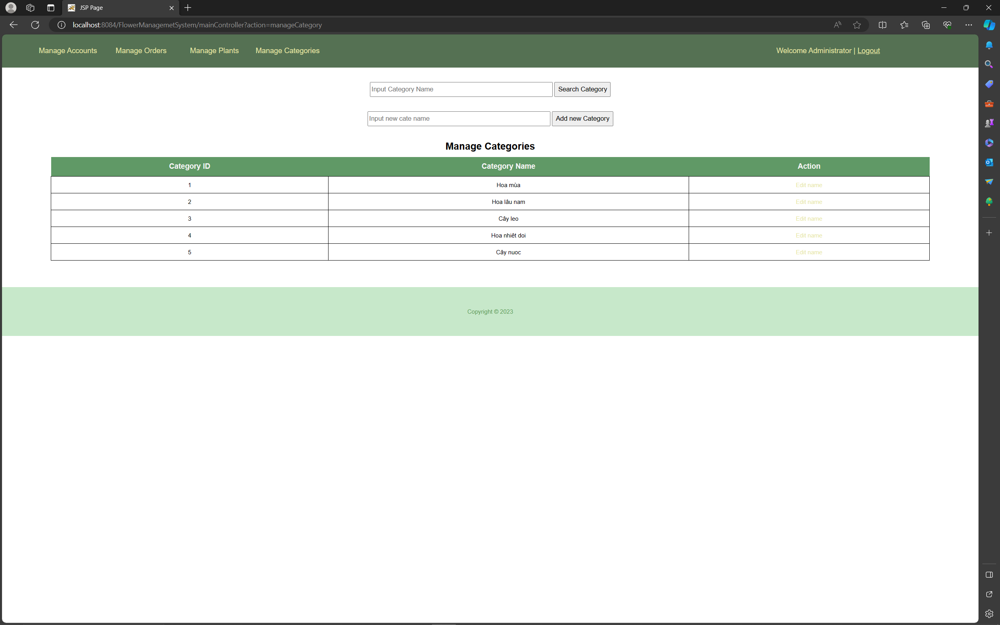 JSP Page
localhost:8084/FlowerManagemetSystem/mainController?action=manageCategory
Manage Accounts Manage Orders Manage Plants Manage Categories Welcome Administrator | Logout
Input Category Name Search Category
Input new cate name Add new Category
Manage Categories
Category ID Category Name Action
1 Hoa mùa Edit name
2 Hoa lâu nam Edit name
3 Cây leo Edit name
4 Hoa nhiêt doi Edit name
5 Cây nuoc Edit name
Copyright © 2023